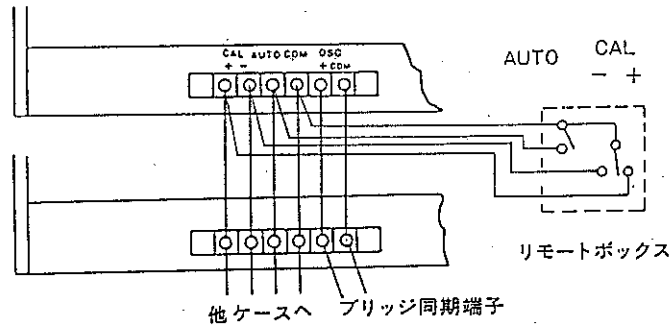 CAL AUTO COM OSC
+ - + COM
AUTO CAL
- +
リモートボックス
他ケースへ ブリッジ同期端子